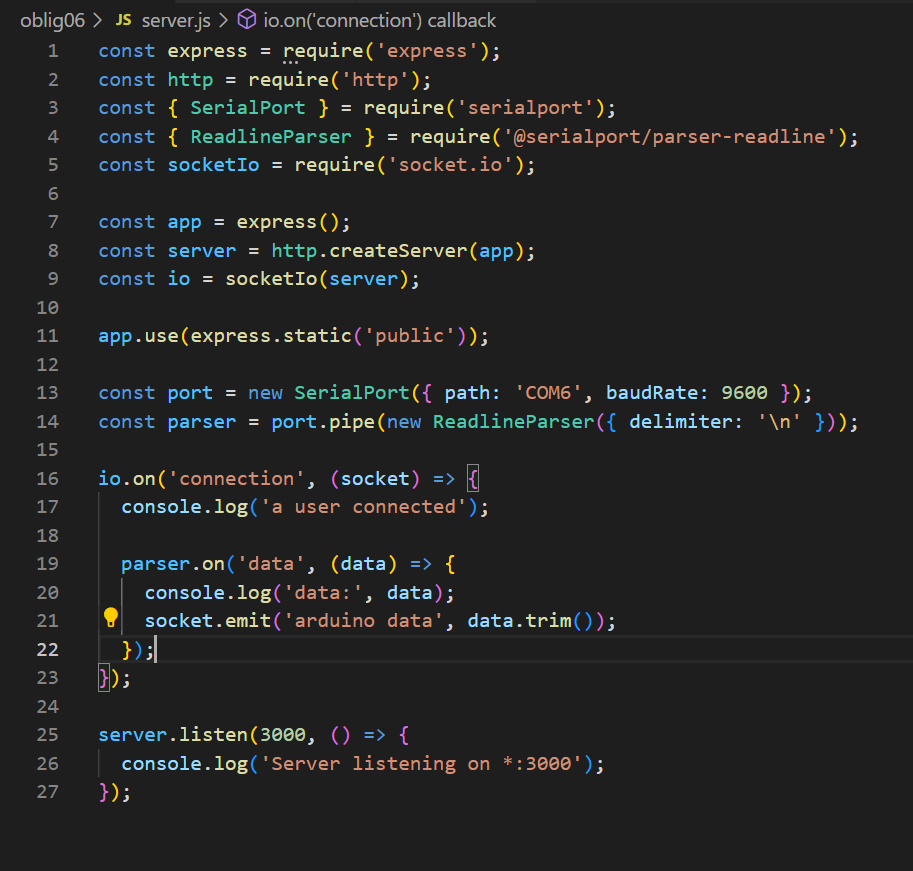 oblig06 > JS server.js > io.on('connection') callback
1 const express = require('express');
2 const http = require('http');
3 const { SerialPort } = require('serialport');
4 const { ReadlineParser } = require('@serialport/parser-readline');
5 const socketIo = require('socket.io');
6
7 const app = express();
8 const server = http.createServer(app);
9 const io = socketIo(server);
10
11 app.use(express.static('public'));
12
13 const port = new SerialPort({ path: 'COM6', baudRate: 9600 });
14 const parser = port.pipe(new ReadlineParser({ delimiter: '\n' }));
15
16 io.on('connection', (socket) => {
17   console.log('a user connected');
18
19   parser.on('data', (data) => {
20     console.log('data:', data);
21     socket.emit('arduino data', data.trim());
22   });
23 });
24
25 server.listen(3000, () => {
26   console.log('Server listening on *:3000');
27 });